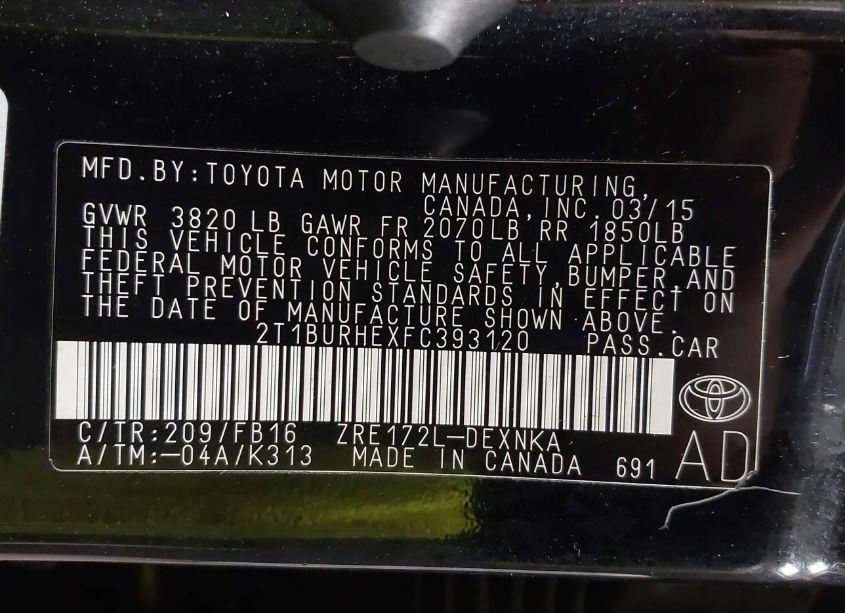 MFD.BY:TOYOTA MOTOR MANUFACTURING,
CANADA,INC. 03/15
GVWR 3820 LB GAWR FR 2070LB RR 1850LB
THIS VEHICLE CONFORMS TO ALL APPLICABLE
FEDERAL MOTOR VEHICLE SAFETY,BUMPER,AND
THEFT PREVENTION STANDARDS IN EFFECT ON
THE DATE OF MANUFACTURE SHOWN ABOVE.
2T1BURHEXFC393120 PASS.CAR
C/TR:209/FB16 ZRE172L-DEXNKA
A/TM:-04A/K313 MADE IN CANADA 691 AD